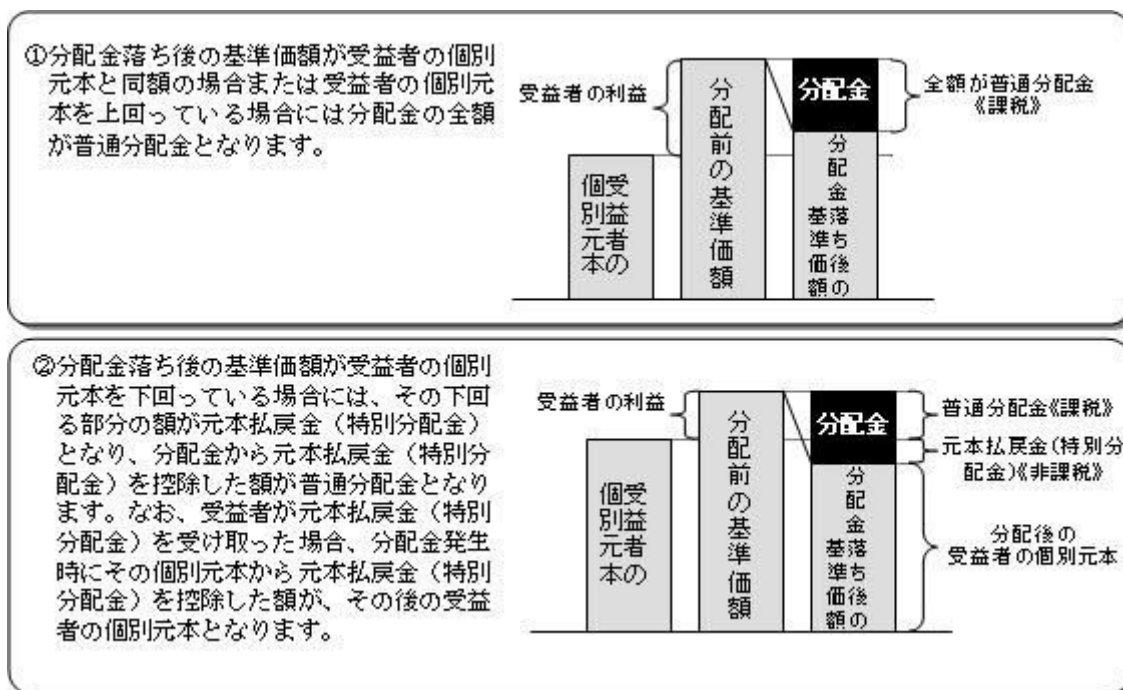 ①分配金落ち後の基準価額が受益者の個別
元本と同額の場合または受益者の個別元
本を上回っている場合には分配金の全額
が普通分配金となります。
受益者の利益
個別元本
受益者の
分配前の基準価額
分配金
分配金落ち後の
基準価額
全額が普通分配金
《課税》
②分配金落ち後の基準価額が受益者の個別
元本を下回っている場合には、その下回
る部分の額が元本払戻金（特別分配金）
となり、分配金から元本払戻金（特別分
配金）を控除した額が普通分配金となり
ます。なお、受益者が元本払戻金（特別
分配金）を受け取った場合、分配金発生
時にその個別元本から元本払戻金（特別
分配金）を控除した額が、その後の受益
者の個別元本となります。
受益者の利益
受益者の
個別元本
分配前の基準価額
分配金
分配金落ち後の
基準価額
普通分配金《課税》
元本払戻金(特別分
配金)《非課税》
分配後の
受益者の個別元本